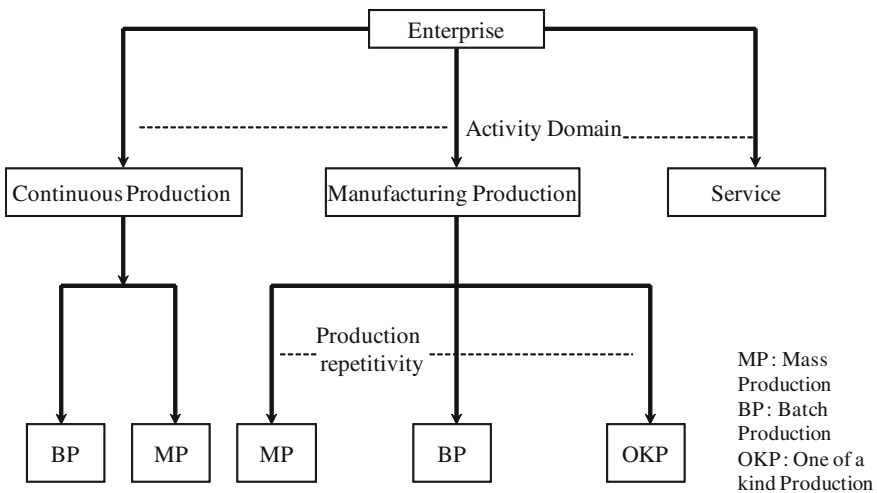 Enterprise
Activity Domain
Continuous Production
Manufacturing Production
Service
Production
repetitivity
BP
MP
MP
BP
OKP
MP : Mass
Production
BP : Batch
Production
OKP : One of a
kind Production